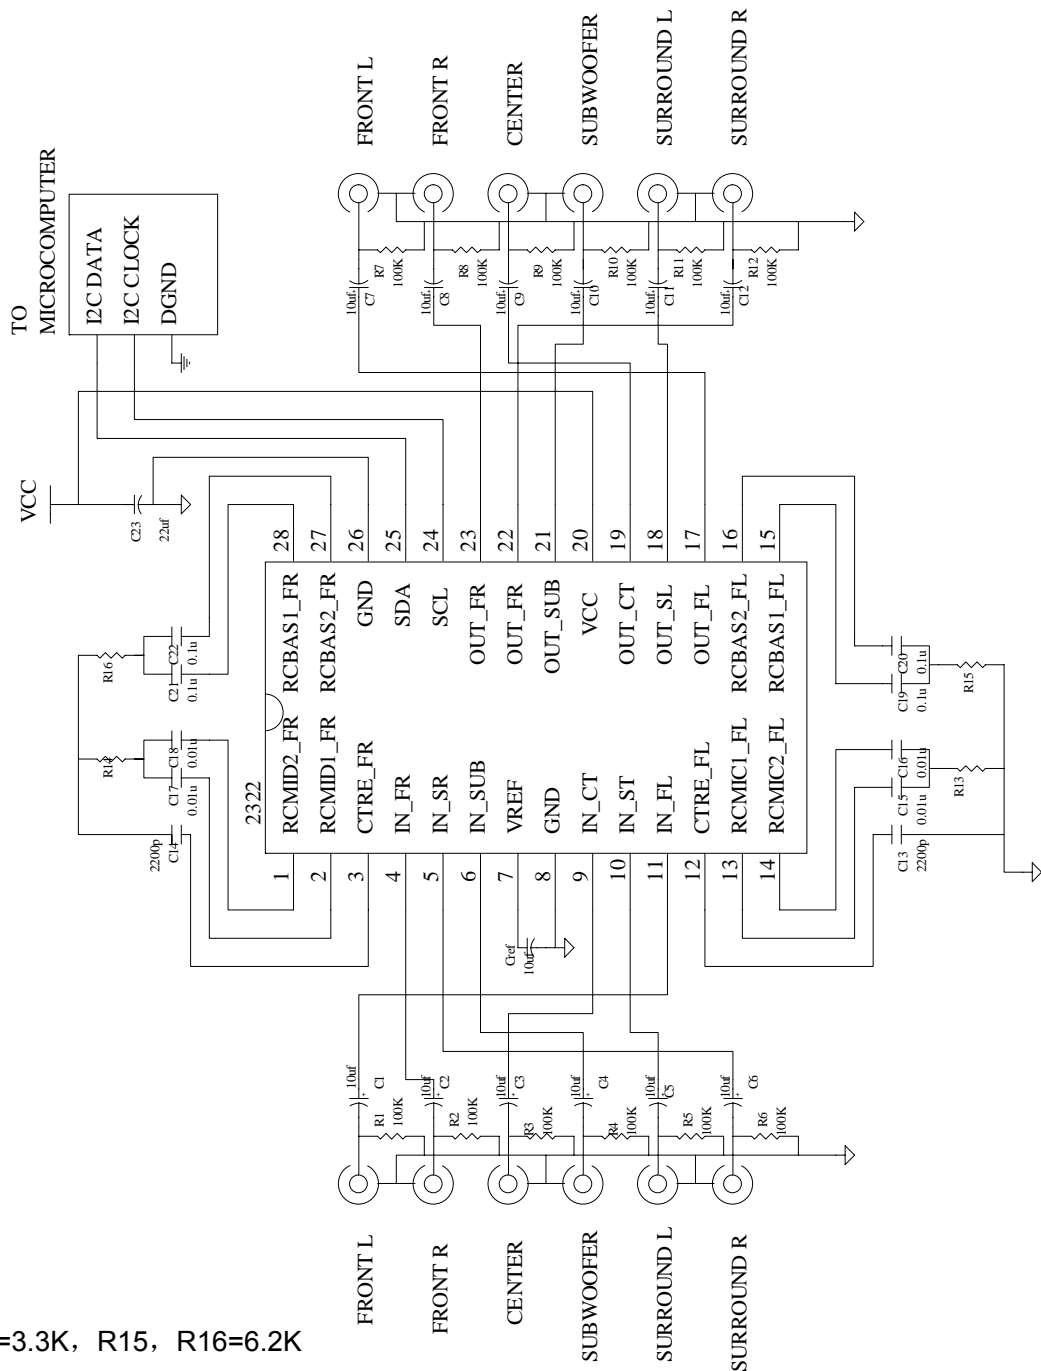 TO
MICROCOMPUTER
I2C DATA
I2C CLOCK
DGND
VCC
C23
22uf
FRONT L
FRONT R
CENTER
SUBWOOFER
SURROUND L
SURROUND R
R7
100K
R8
100K
R9
100K
R10
100K
R11
100K
R12
100K
10uf
C7
10uf
C8
10uf
C9
10uf
C10
10uf
C11
10uf
C12
28
27
26
25
24
23
22
21
20
19
18
17
16
15
RCBAS1_FR
RCBAS2_FR
GND
SDA
SCL
OUT_FR
OUT_FR
OUT_SUB
VCC
OUT_CT
OUT_SL
OUT_FL
RCBAS2_FL
RCBAS1_FL
2322
RCMID2_FR
RCMID1_FR
CTRE_FR
IN_FR
IN_SR
IN_SUB
VREF
GND
IN_CT
IN_ST
IN_FL
CTRE_FL
RCMIC1_FL
RCMIC2_FL
1
2
3
4
5
6
7
8
9
10
11
12
13
14
R16
C22
0.1u
C21
0.1u
R14
C18
0.01u
C17
0.01u
C14
2200p
C20
0.1u
C19
0.1u
R15
C16
0.01u
C15
0.01u
R13
C13
2200p
Cref
10uf
10uf
C1
10uf
C2
10uf
C3
10uf
C4
10uf
C5
10uf
C6
R1
100K
R2
100K
R3
100K
R4
100K
R5
100K
R6
100K
FRONT L
FRONT R
CENTER
SUBWOOFER
SURROUND L
SURROUND R
=3.3K，R15，R16=6.2K